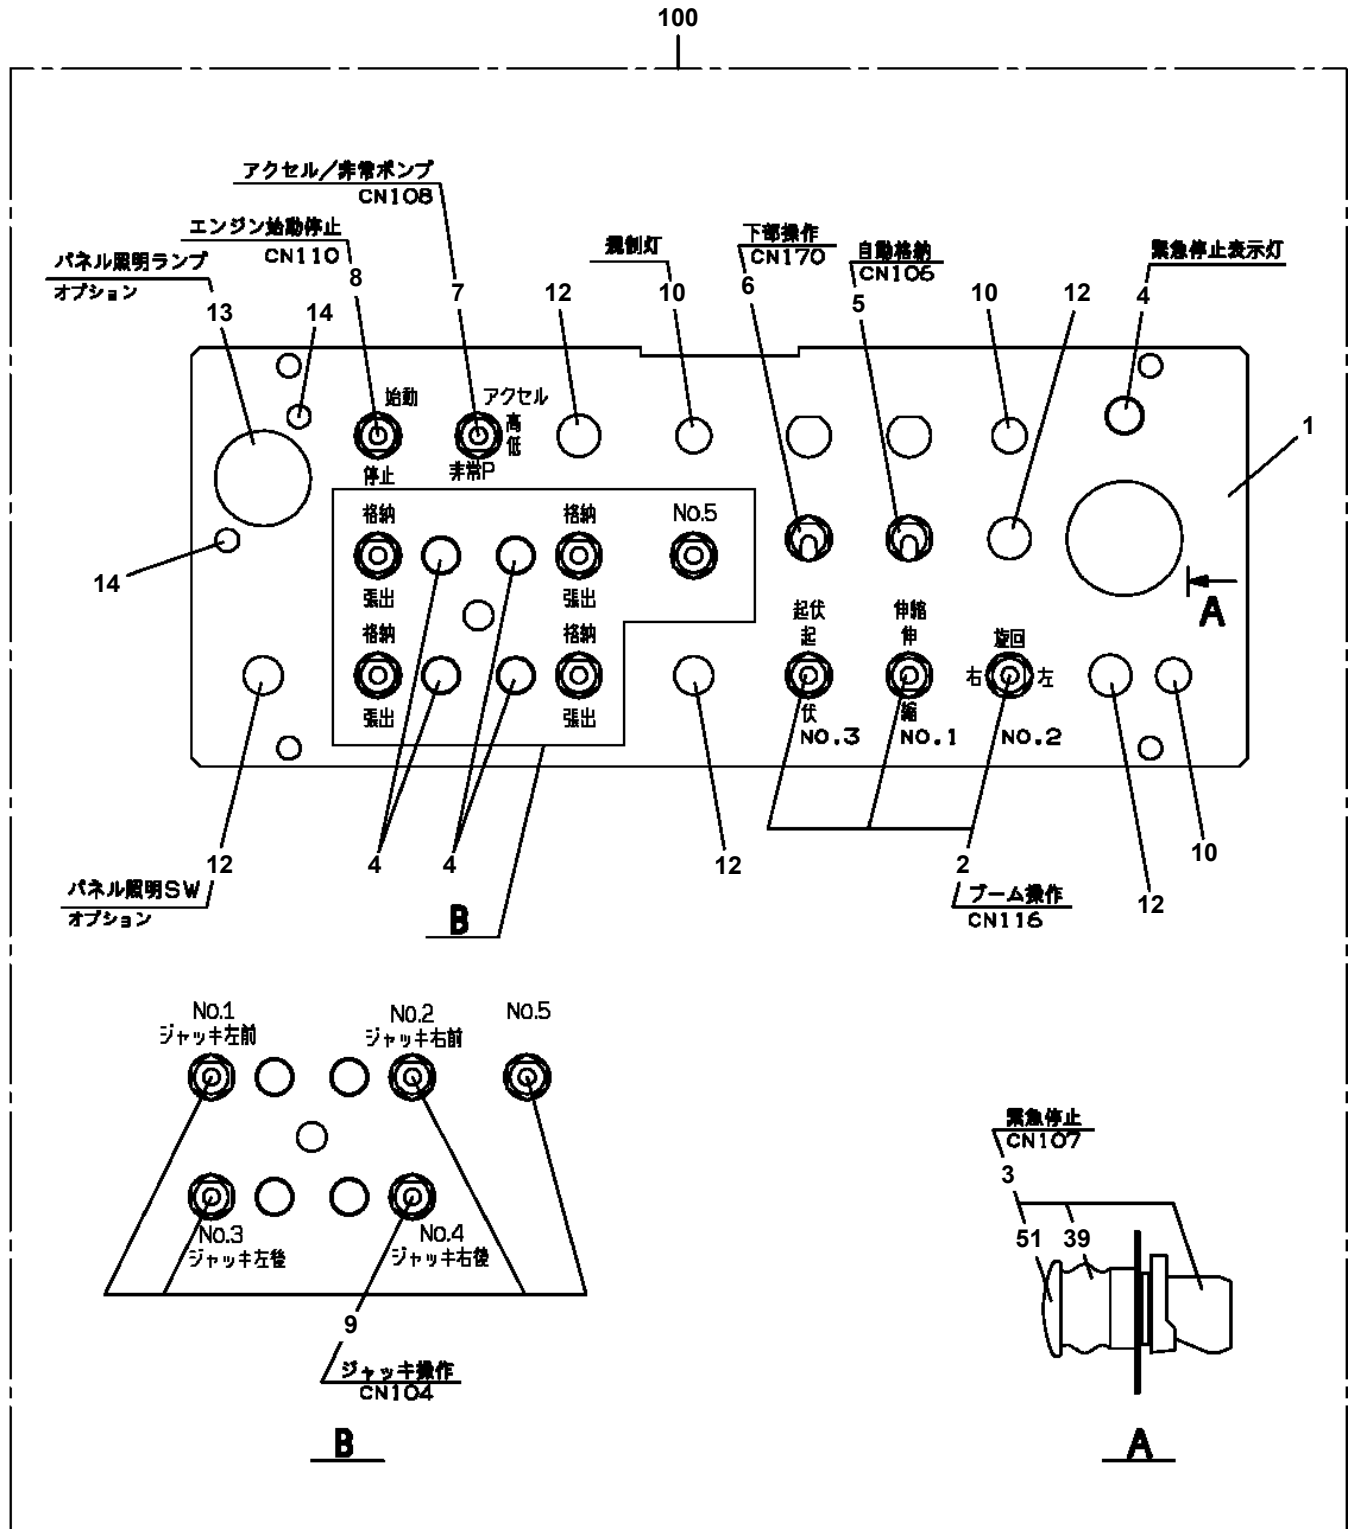 100
アクセル／非常ポンプ
CN108
エンジン始動停止
CN110
パネル照明ランプ
オプション
規制灯
下部操作
CN170
自動格納
CN106
緊急停止表示灯
13
14
8
7
12
10
6
5
10
12
4
1
始動
停止
アクセル
高
低
非常P
格納
格納
No.5
張出
張出
格納
格納
張出
張出
14
起伏
起
伏
NO.3
伸縮
伸
縮
NO.1
旋回
右
左
NO.2
A
12
パネル照明SW
オプション
4
4
B
12
2
ブーム操作
CN116
12
10
No.1
ジャッキ左前
No.2
ジャッキ右前
No.5
No.3
ジャッキ左後
No.4
ジャッキ右後
9
ジャッキ操作
CN104
B
緊急停止
CN107
3
51
39
A